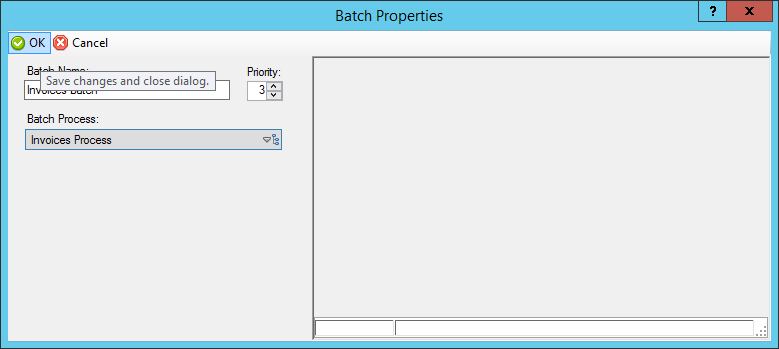 Batch Properties
?
OK Cancel
Batch Name:
Priority:
Save changes and close dialog.
Invoices Batch
3
Batch Process:
Invoices Process